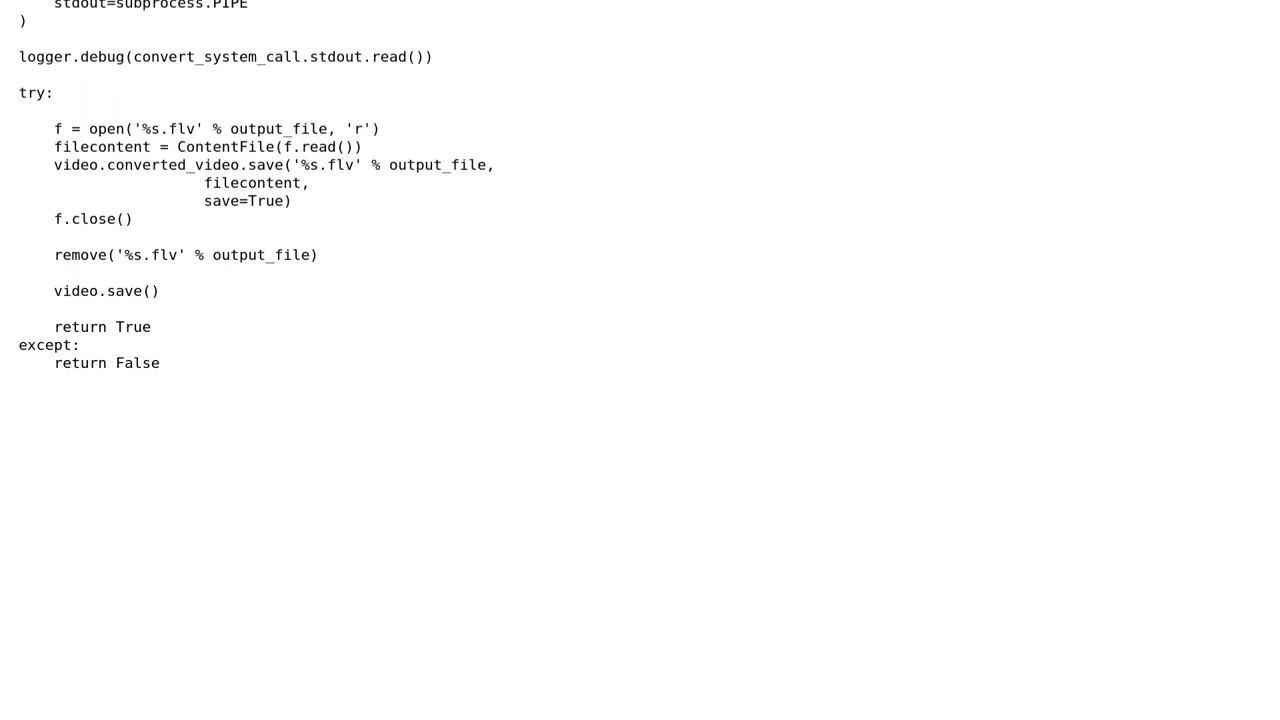 stdout=subprocess.PIPE
)
logger.debug(convert_system_call.stdout.read())
try:
    f = open('%s.flv' % output_file, 'r')
    filecontent = ContentFile(f.read())
    video.converted_video.save('%s.flv' % output_file,
                     filecontent,
                     save=True)
    f.close()
    remove('%s.flv' % output_file)
    video.save()
    return True
except:
    return False